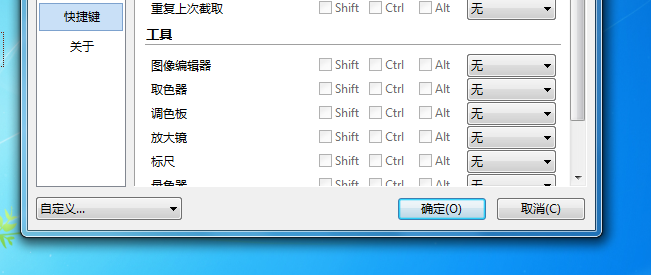 快捷键
关于
重复上次截取 Shift Ctrl Alt 无
工具
图像编辑器 Shift Ctrl Alt 无
取色器 Shift Ctrl Alt 无
调色板 Shift Ctrl Alt 无
放大镜 Shift Ctrl Alt 无
标尺 Shift Ctrl Alt 无
Shift Ctrl Alt
自定义... 确定(O) 取消(C)